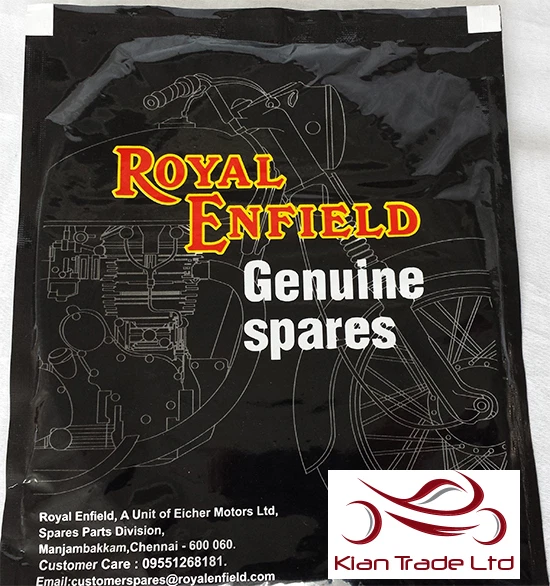 ROYAL
ENFIELD
Genuine
spares
Royal Enfield, A Unit of Eicher Motors Ltd,
Spares Parts Division,
Manjambakkam,Chennai - 600 060.
Customer Care : 09551268181.
Email:customerspares@royalenfield.com
Klan Trade Ltd